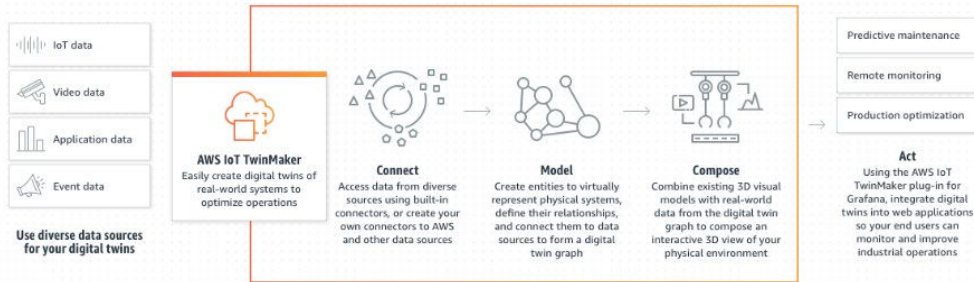 IoT data
Video data
Application data
Event data
Use diverse data sources
for your digital twins
AWS IoT TwinMaker
Easily create digital twins of
real-world systems to
optimize operations
Connect
Access data from diverse
sources using built-in
connectors, or create your
own connectors to AWS
and other data sources
Model
Create entities to virtually
represent physical systems,
define their relationships,
and connect them to data
sources to form a digital
twin graph
Compose
Combine existing 3D visual
models with real-world
data from the digital twin
graph to compose an
interactive 3D view of your
physical environment
Predictive maintenance
Remote monitoring
Production optimization
Act
Using the AWS IoT
TwinMaker plug-in for
Grafana, integrate digital
twins into web applications
so your end users can
monitor and improve
industrial operations